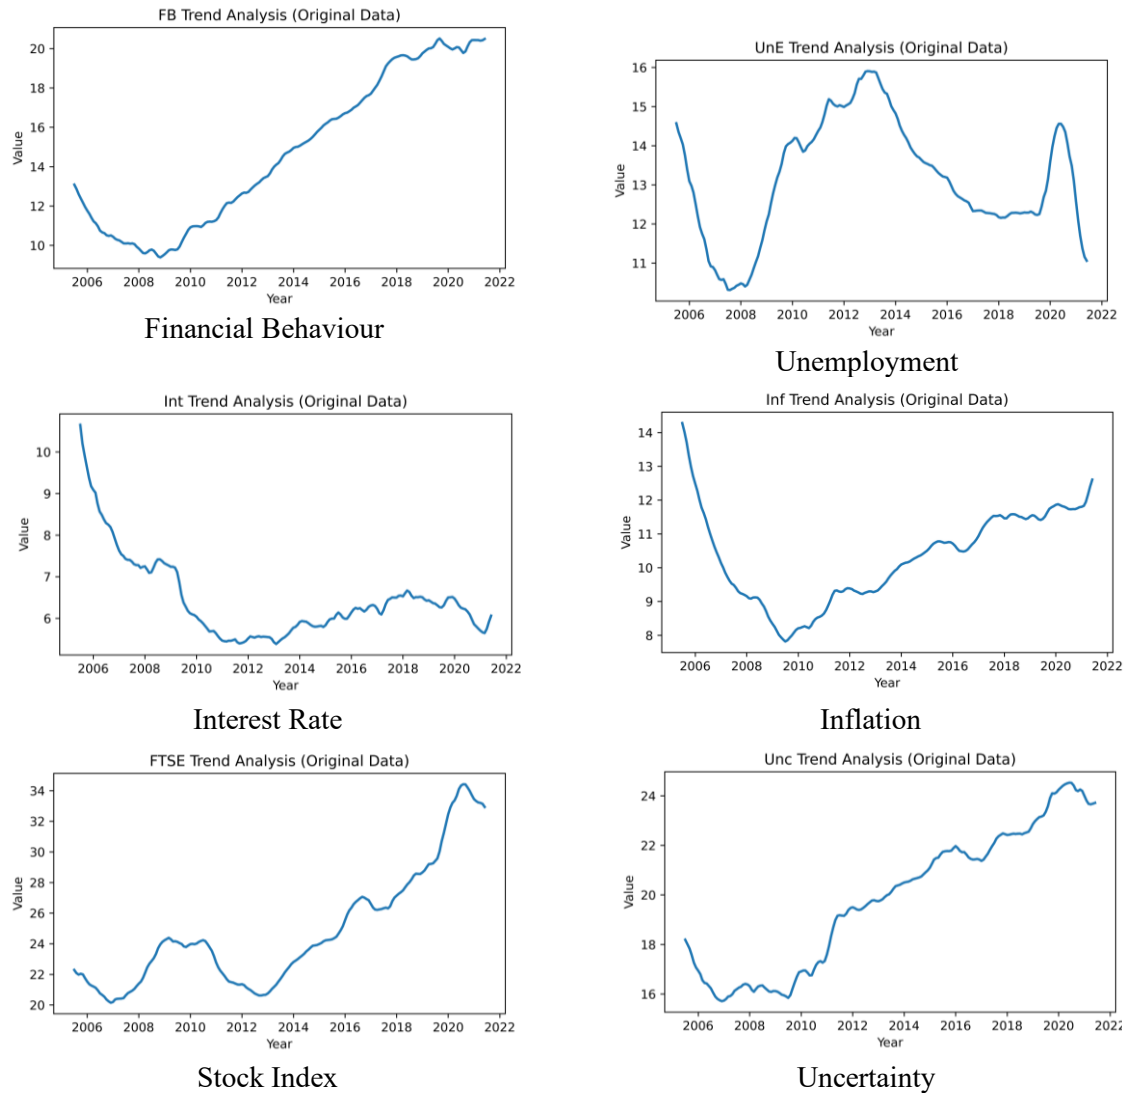 FB Trend Analysis (Original Data)
20
18
16
14
12
10
Value
2006 2008 2010 2012 2014 2016 2018 2020 2022
Year
Financial Behaviour
UnE Trend Analysis (Original Data)
16
15
14
13
12
11
Value
2006 2008 2010 2012 2014 2016 2018 2020 2022
Year
Unemployment
Int Trend Analysis (Original Data)
10
9
8
7
6
Value
2006 2008 2010 2012 2014 2016 2018 2020 2022
Year
Interest Rate
Inf Trend Analysis (Original Data)
14
13
12
11
10
9
8
Value
2006 2008 2010 2012 2014 2016 2018 2020 2022
Year
Inflation
FTSE Trend Analysis (Original Data)
34
32
30
28
26
24
22
20
Value
2006 2008 2010 2012 2014 2016 2018 2020 2022
Year
Stock Index
Unc Trend Analysis (Original Data)
24
22
20
18
16
Value
2006 2008 2010 2012 2014 2016 2018 2020 2022
Year
Uncertainty